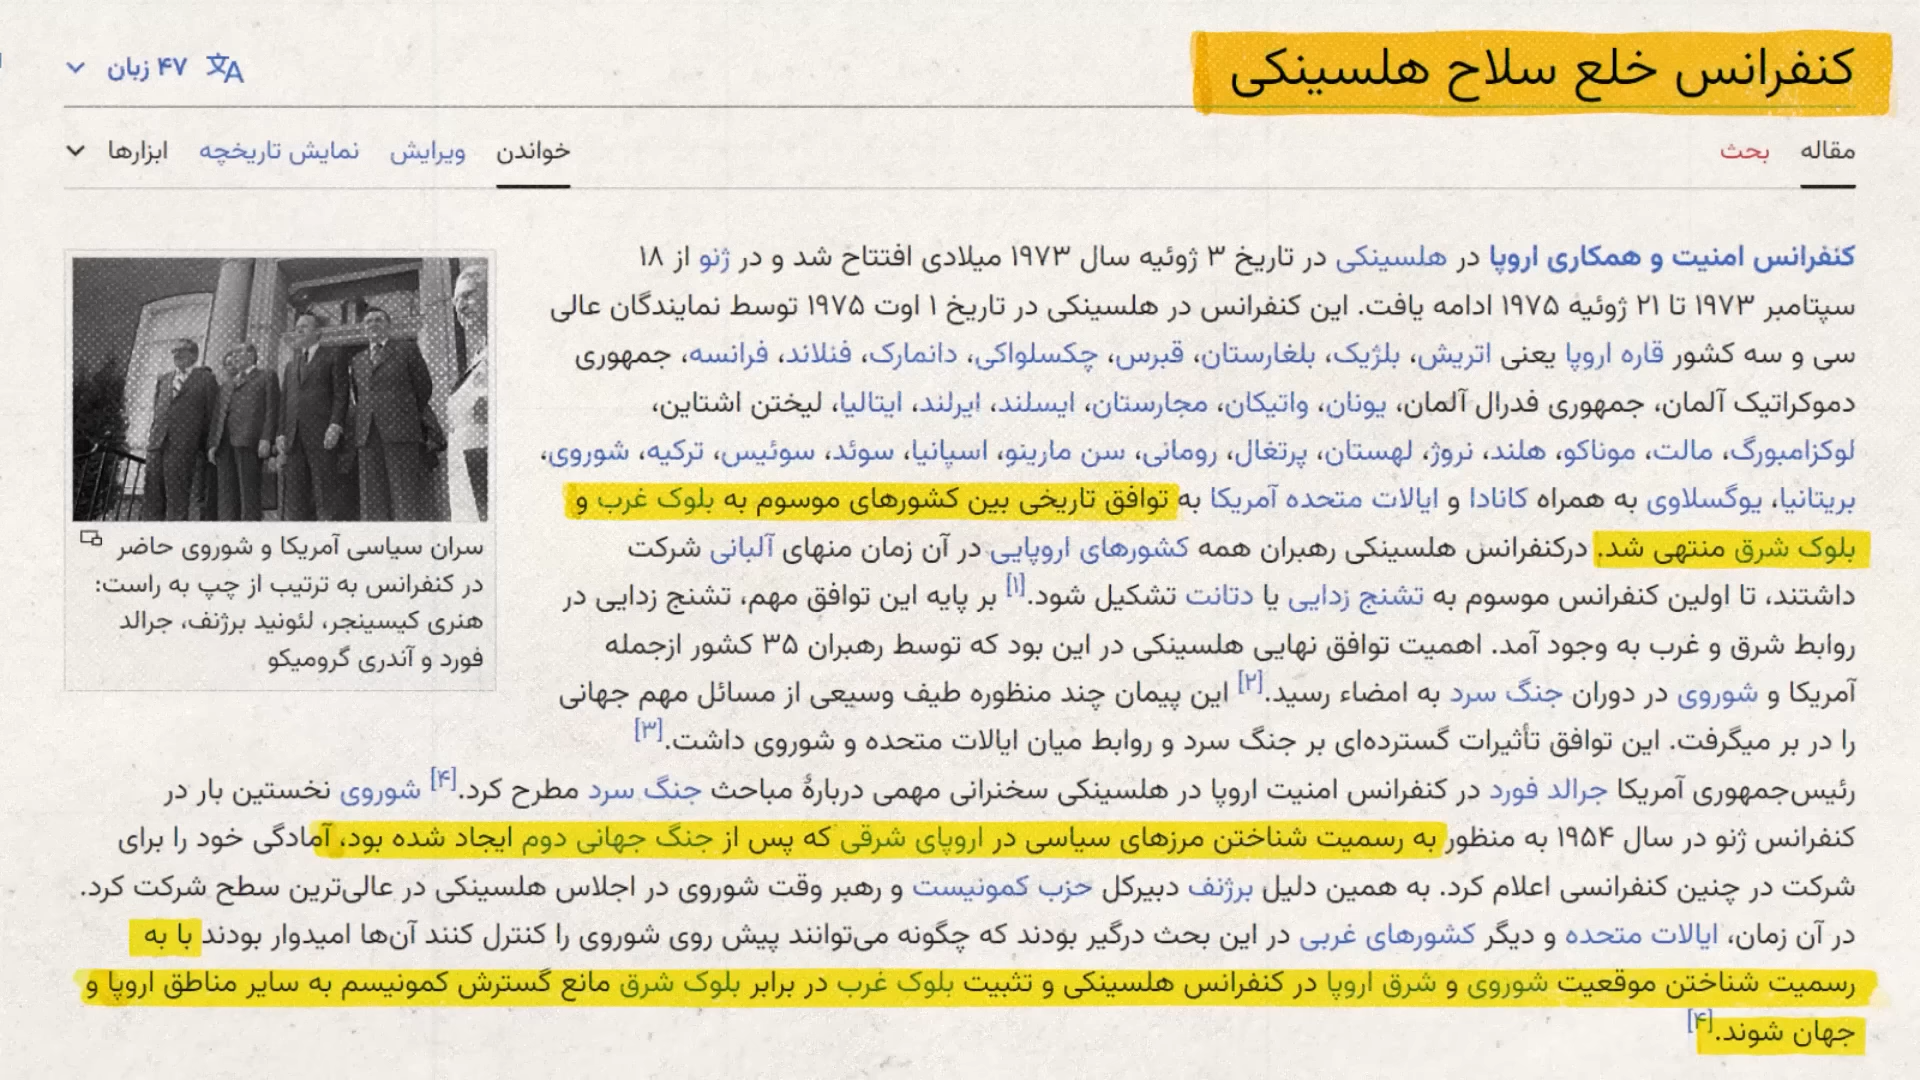 کنفرانس خلع سلاح هلسینکی
۴۷ زبان
مقاله
بحث
خواندن
ویرایش
نمایش تاریخچه
ابزارها
کنفرانس امنیت و همکاری اروپا در هلسینکی در تاریخ ۳ ژوئیه سال ۱۹۷۳ میلادی افتتاح شد و در ژنو از ۱۸
سپتامبر ۱۹۷۳ تا ۲۱ ژوئیه ۱۹۷۵ ادامه یافت. این کنفرانس در هلسینکی در تاریخ ۱ اوت ۱۹۷۵ توسط نمایندگان عالی
سی و سه کشور قاره اروپا یعنی اتریش، بلژیک، بلغارستان، قبرس، چکسلواکی، دانمارک، فنلاند، فرانسه، جمهوری
دموکراتیک آلمان، جمهوری فدرال آلمان، یونان، واتیکان، مجارستان، ایسلند، ایرلند، ایتالیا، لیختن اشتاین،
لوکزامبورگ، مالت، موناکو، هلند، نروژ، لهستان، پرتغال، رومانی، سن مارینو، اسپانیا، سوئد، سوئیس، ترکیه، شوروی،
بریتانیا، یوگسلاوی به همراه کانادا و ایالات متحده آمریکا به توافق تاریخی بین کشورهای موسوم به بلوک غرب و
بلوک شرق منتهی شد. درکنفرانس هلسینکی رهبران همه کشورهای اروپایی در آن زمان منهای آلبانی شرکت
داشتند، تا اولین کنفرانس موسوم به تشنج زدایی یا دتانت تشکیل شود.[۱] بر پایه این توافق مهم، تشنج زدایی در
روابط شرق و غرب به وجود آمد. اهمیت توافق نهایی هلسینکی در این بود که توسط رهبران ۳۵ کشور ازجمله
آمریکا و شوروی در دوران جنگ سرد به امضاء رسید.[۲] این پیمان چند منظوره طیف وسیعی از مسائل مهم جهانی
را در بر میگرفت. این توافق تأثیرات گسترده‌ای بر جنگ سرد و روابط میان ایالات متحده و شوروی داشت.[۳]
رئیس‌جمهوری آمریکا جرالد فورد در کنفرانس امنیت اروپا در هلسینکی سخنرانی مهمی دربارهٔ مباحث جنگ سرد مطرح کرد.[۴] شوروی نخستین بار در
کنفرانس ژنو در سال ۱۹۵۴ به منظور به رسمیت شناختن مرزهای سیاسی در اروپای شرقی که پس از جنگ جهانی دوم ایجاد شده بود، آمادگی خود را برای
شرکت در چنین کنفرانسی اعلام کرد. به همین دلیل برژنف دبیرکل حزب کمونیست و رهبر وقت شوروی در اجلاس هلسینکی در عالی‌ترین سطح شرکت کرد.
در آن زمان، ایالات متحده و دیگر کشورهای غربی در این بحث درگیر بودند که چگونه می‌توانند پیش روی شوروی را کنترل کنند آن‌ها امیدوار بودند با به
رسمیت شناختن موقعیت شوروی و شرق اروپا در کنفرانس هلسینکی و تثبیت بلوک غرب در برابر بلوک شرق مانع گسترش کمونیسم به سایر مناطق اروپا و
جهان شوند.[۴]
سران سیاسی آمریکا و شوروی حاضر
در کنفرانس به ترتیب از چپ به راست:
هنری کیسینجر، لئونید برژنف، جرالد
فورد و آندری گرومیکو